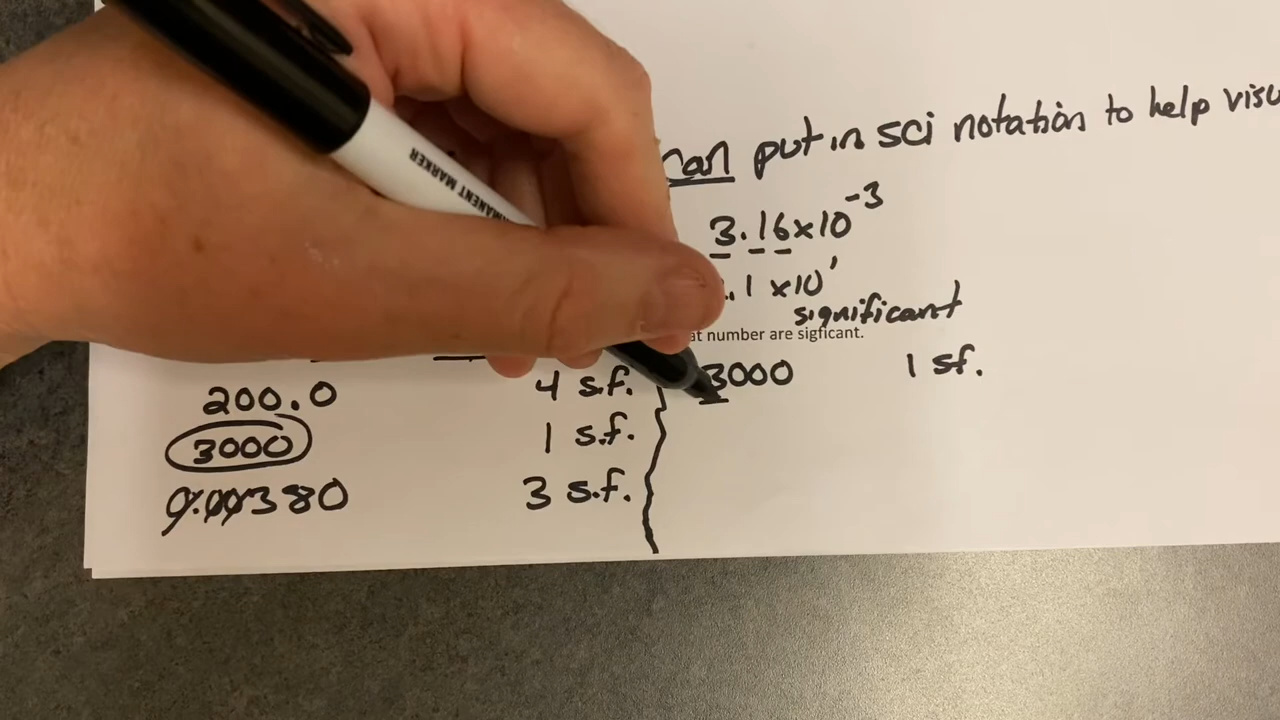 PERMANENT MARKER
can put in sci notation to help visu
3.16x10⁻³
.1 x10¹
significant
at number are sigficant.
200.0 4 s.f.
3000 1 s.f.
0.00380 3 s.f.
3000 1 sf.